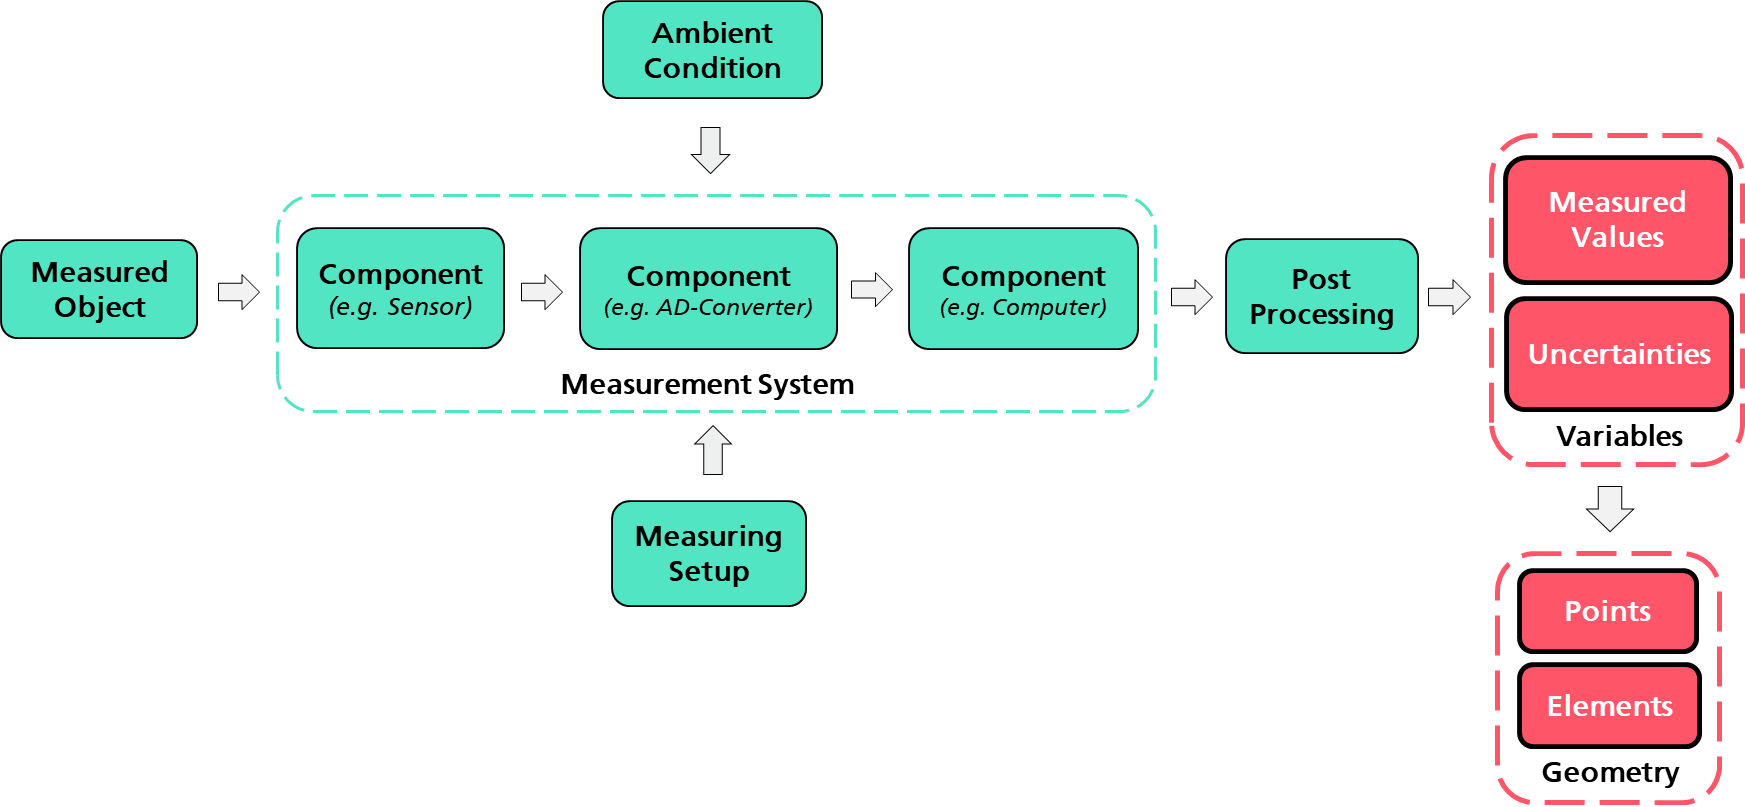 Ambient
Condition
Measured
Object
Component
(e.g. Sensor)
Component
(e.g. AD-Converter)
Component
(e.g. Computer)
Measurement System
Post
Processing
Measured
Values
Uncertainties
Variables
Measuring
Setup
Points
Elements
Geometry